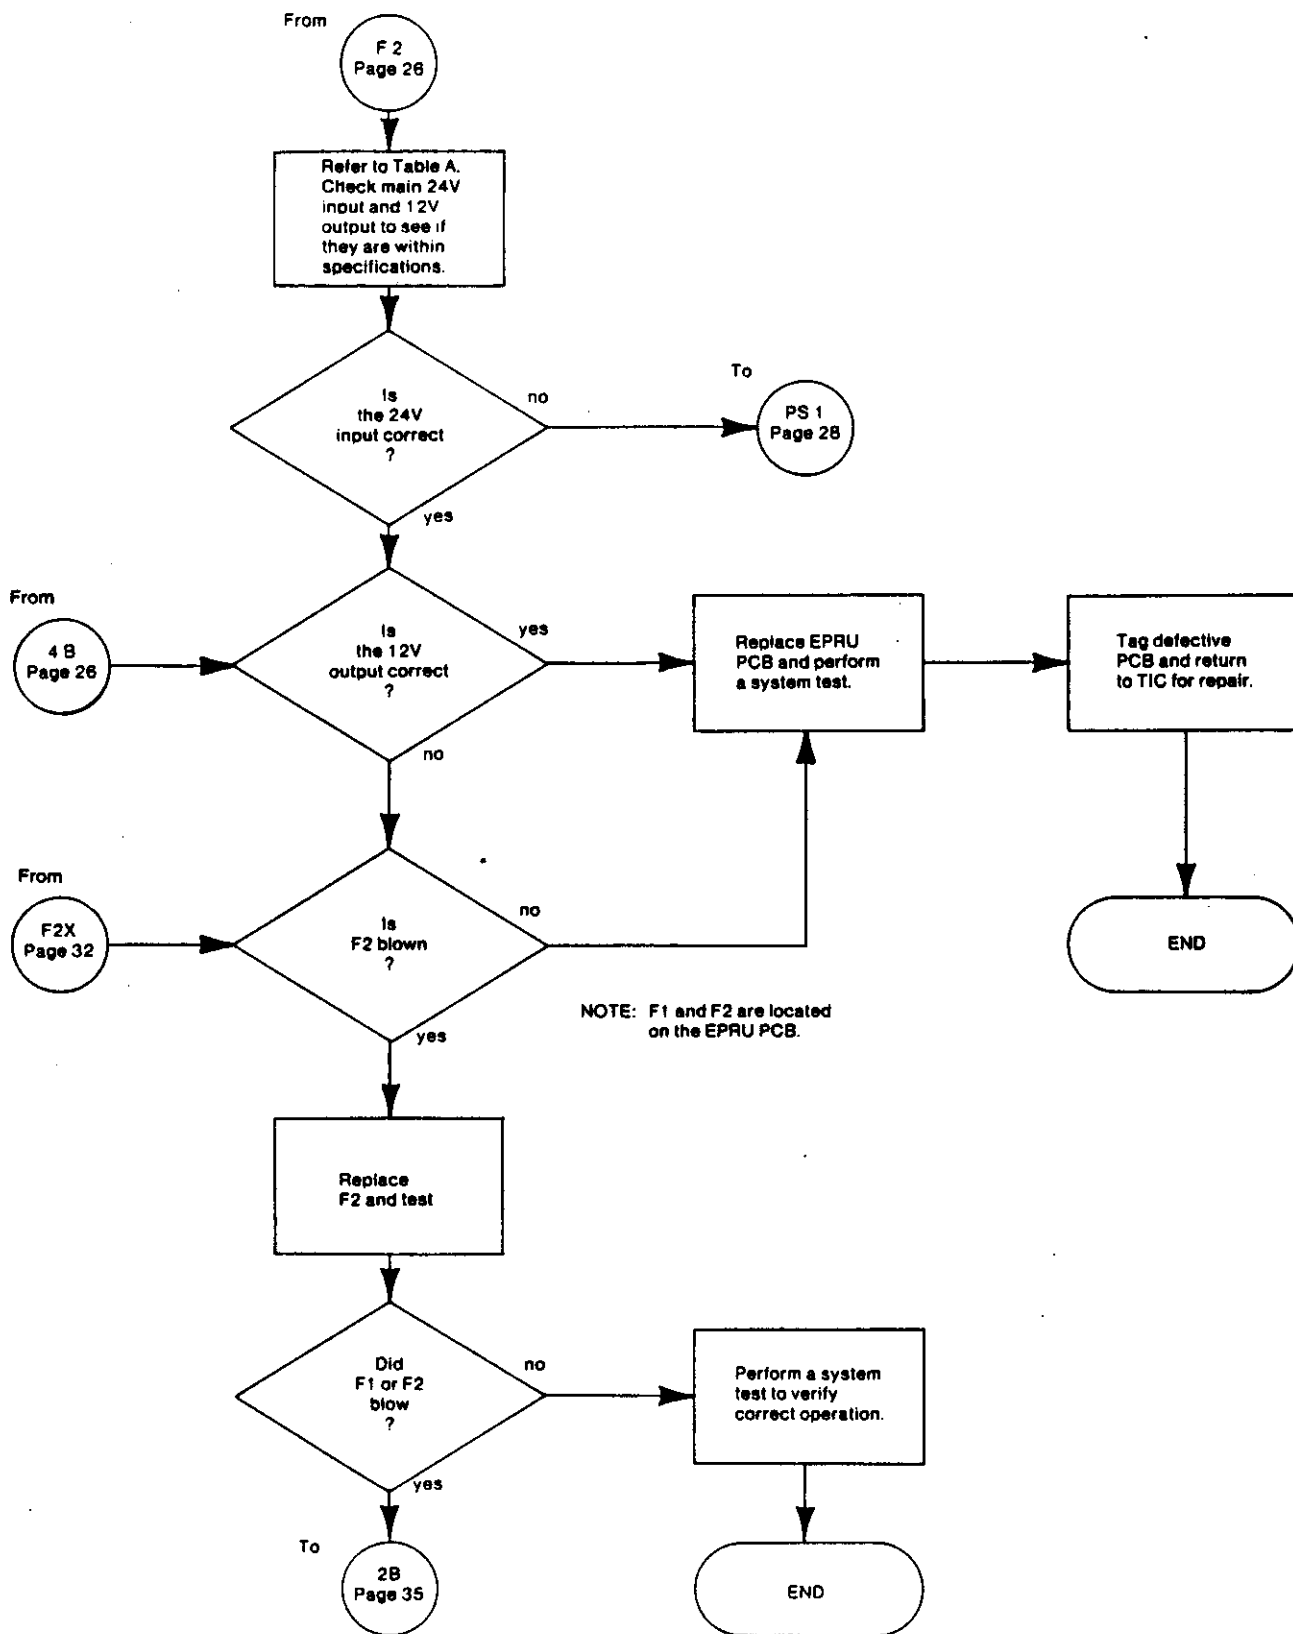 From
F 2
Page 26
Refer to Table A.
Check main 24V
input and 12V
output to see if
they are within
specifications.
Is
the 24V
input correct
?
no
To
PS 1
Page 28
yes
From
4 B
Page 26
Is
the 12V
output correct
?
yes
Replace EPRU
PCB and perform
a system test.
Tag defective
PCB and return
to TIC for repair.
no
From
F2X
Page 32
Is
F2 blown
?
no
END
NOTE: F1 and F2 are located
on the EPRU PCB.
yes
Replace
F2 and test
Did
F1 or F2
blow
?
no
Perform a system
test to verify
correct operation.
yes
To
2B
Page 35
END